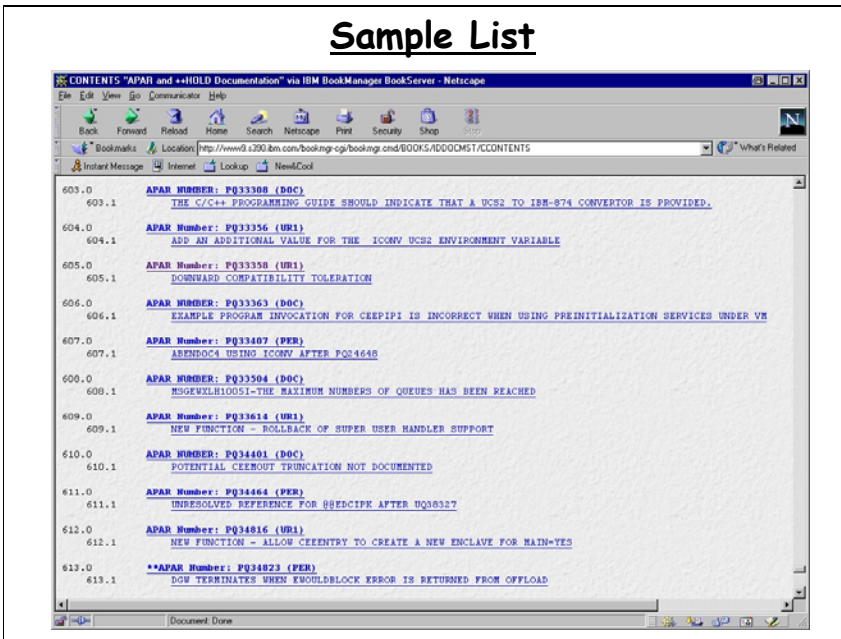 Sample List
CONTENTS "APAR and ++HOLD Documentation" via IBM BookManager BookServer - Netscape
File Edit View Go Communicator Help
Back Forward Reload Home Search Netscape Print Security Shop Stop
Bookmarks Location: http://www9.s390.ibm.com/bookmgr-cgi/bookmgr.cmd/BOOKS/IDDOCMST/CCONTENTS What's Related
Instant Message Internet Lookup New&Cool
603.0 APAR NUMBER: PQ33308 (DOC)
603.1 THE C/C++ PROGRAMMING GUIDE SHOULD INDICATE THAT A UCS2 TO IBM-874 CONVERTOR IS PROVIDED.
604.0 APAR Number: PQ33356 (UR1)
604.1 ADD AN ADDITIONAL VALUE FOR THE ICONV UCS2 ENVIRONMENT VARIABLE
605.0 APAR Number: PQ33358 (UR1)
605.1 DOWNWARD COMPATIBILITY TOLERATION
606.0 APAR NUMBER: PQ33363 (DOC)
606.1 EXAMPLE PROGRAM INVOCATION FOR CEEPIPI IS INCORRECT WHEN USING PREINITIALIZATION SERVICES UNDER VM
607.0 APAR Number: PQ33407 (PER)
607.1 ABEND0C4 USING ICONV AFTER PQ24648
608.0 APAR NUMBER: PQ33504 (DOC)
608.1 MSGEWXLH1005I-THE MAXIMUM NUMBERS OF QUEUES HAS BEEN REACHED
609.0 APAR Number: PQ33614 (UR1)
609.1 NEW FUNCTION - ROLLBACK OF SUPER USER HANDLER SUPPORT
610.0 APAR NUMBER: PQ34401 (DOC)
610.1 POTENTIAL CEEMOUT TRUNCATION NOT DOCUMENTED
611.0 APAR Number: PQ34464 (PER)
611.1 UNRESOLVED REFERENCE FOR @@EDCIPK AFTER UQ38327
612.0 APAR Number: PQ34816 (UR1)
612.1 NEW FUNCTION - ALLOW CEEENTRY TO CREATE A NEW ENCLAVE FOR MAIN=YES
613.0 **APAR Number: PQ34823 (PER)
613.1 DGW TERMINATES WHEN EWOULDBLOCK ERROR IS RETURNED FROM OFFLOAD
Document: Done